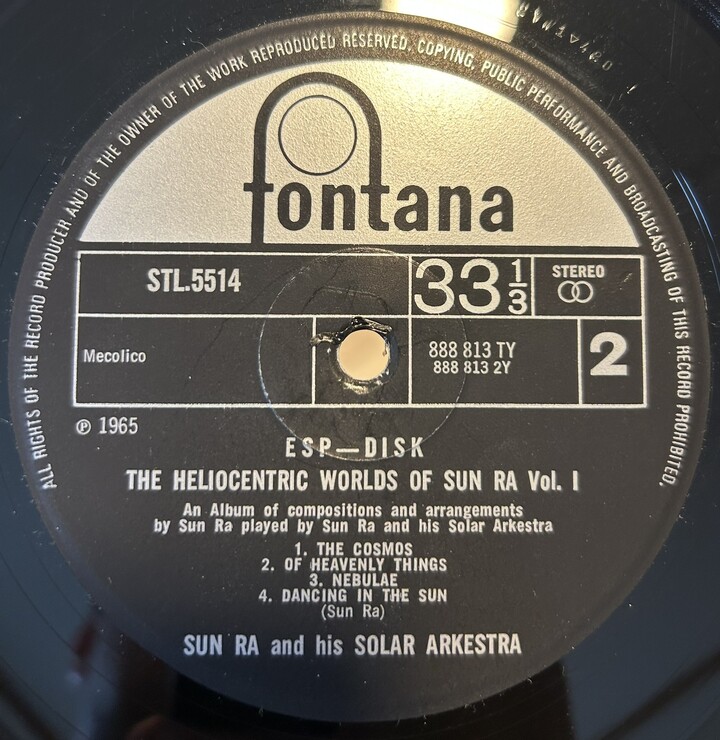 ALL RIGHTS OF THE RECORD PRODUCER AND OF THE OWNER OF THE WORK REPRODUCED RESERVED. COPYING, PUBLIC PERFORMANCE AND BROADCASTING OF THIS RECORD PROHIBITED.
fontana
STL.5514
33 1/3
STEREO
Mecolico
888 813 TY
888 813 2Y
2
℗ 1965
ESP—DISK
THE HELIOCENTRIC WORLDS OF SUN RA Vol. I
An Album of compositions and arrangements
by Sun Ra played by Sun Ra and his Solar Arkestra
1. THE COSMOS
2. OF HEAVENLY THINGS
3. NEBULAE
4. DANCING IN THE SUN
(Sun Ra)
SUN RA and his SOLAR ARKESTRA